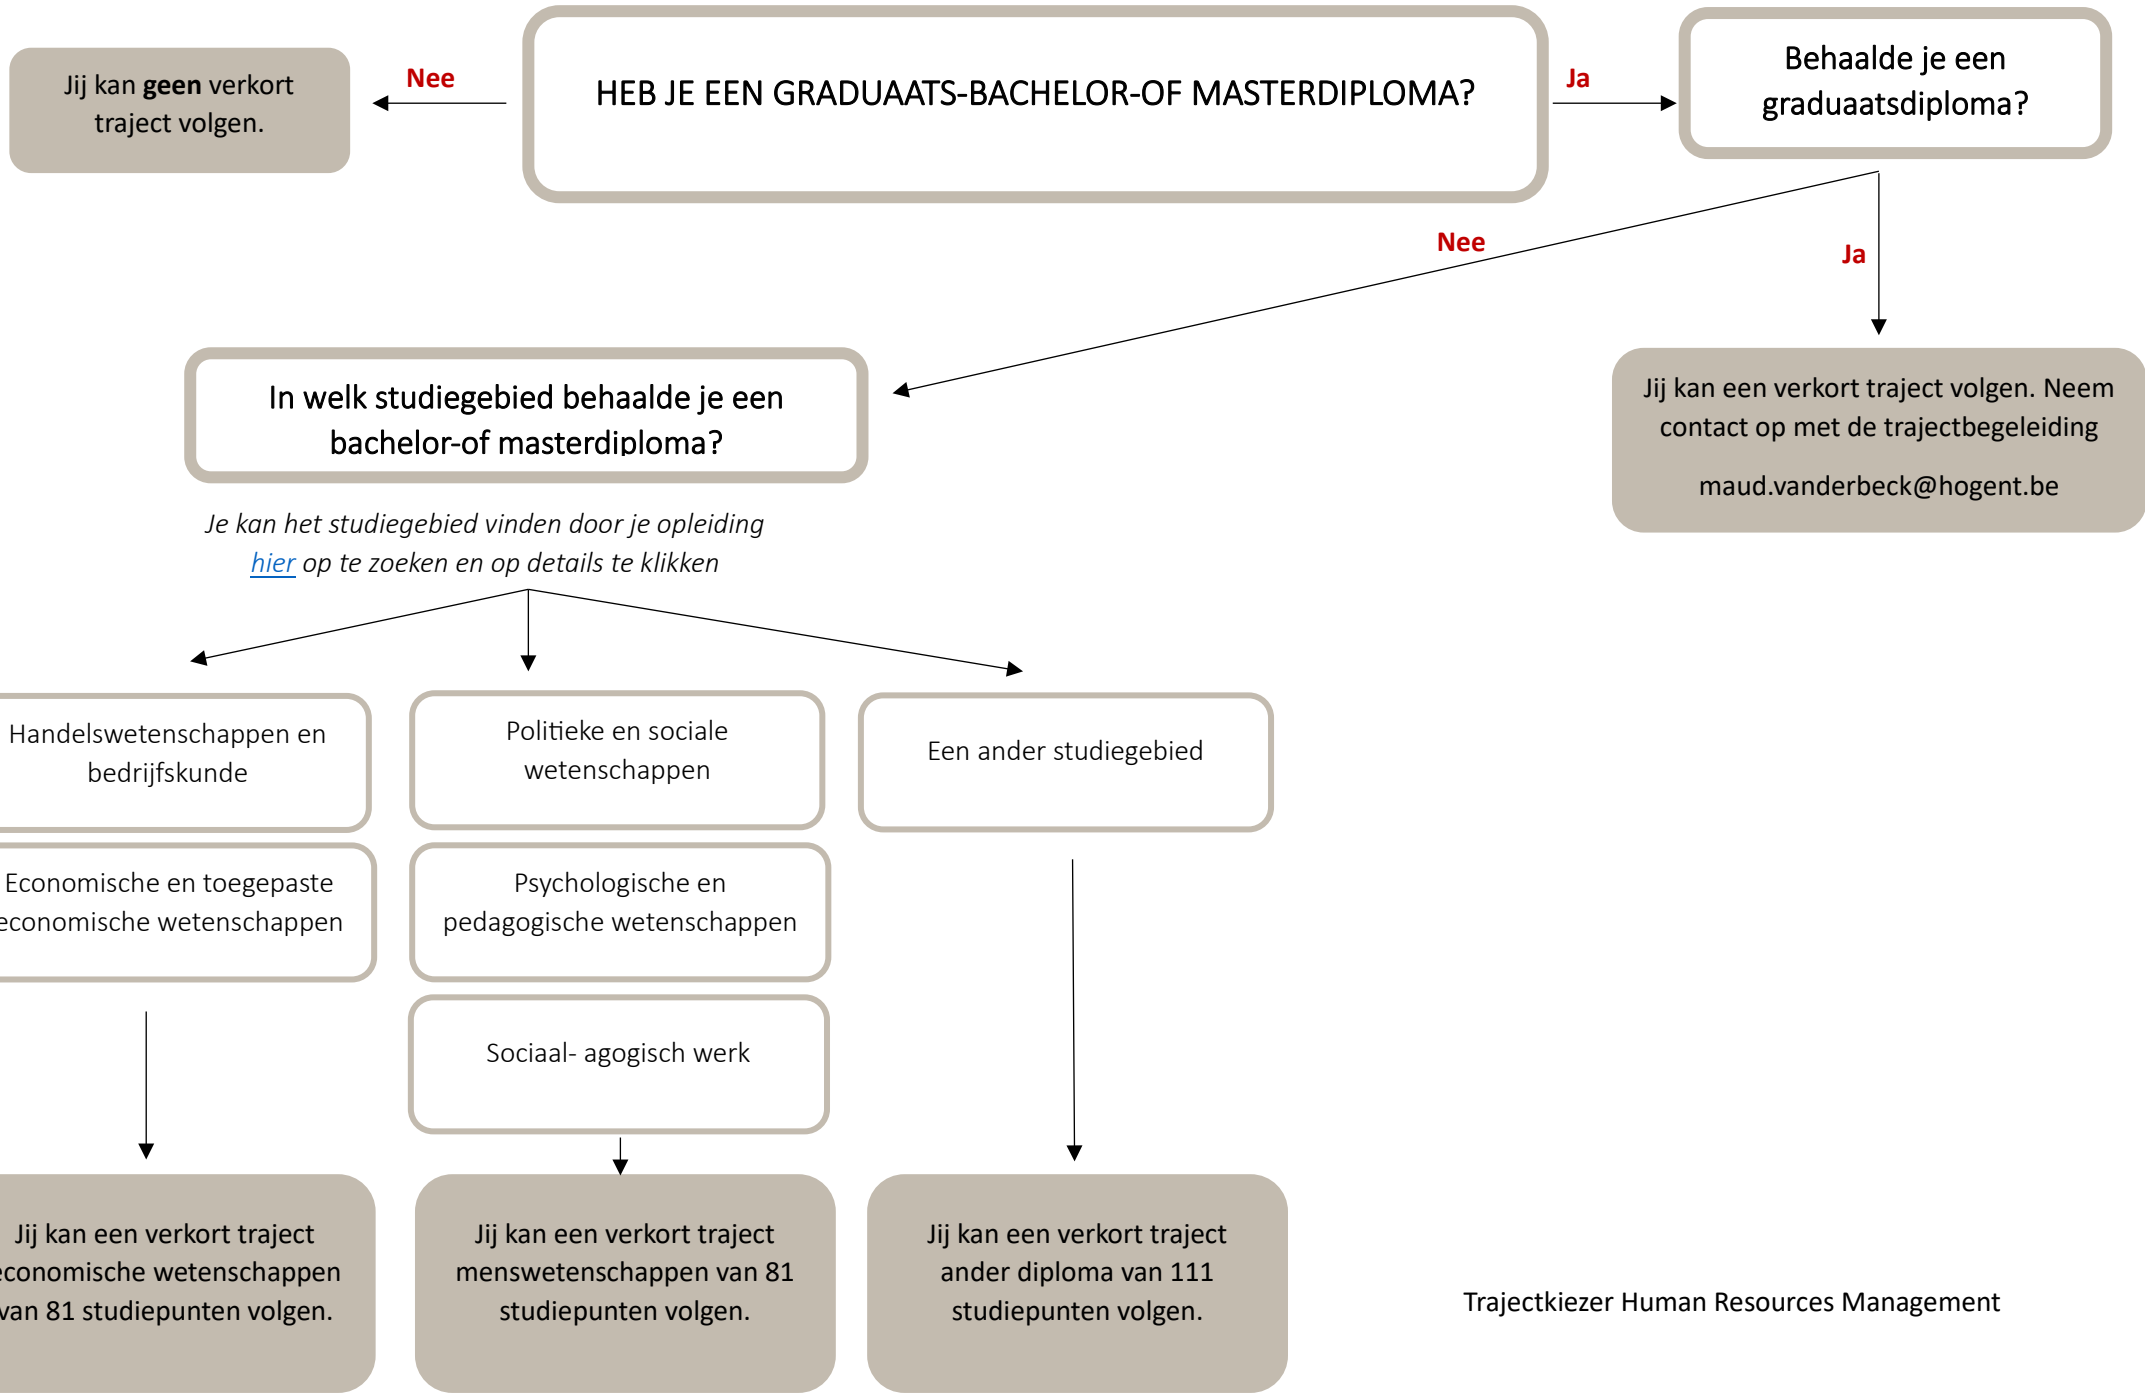 Jij kan geen verkort
traject volgen.
Nee
HEB JE EEN GRADUAATS-BACHELOR-OF MASTERDIPLOMA?
Ja
Behaalde je een
graduaatsdiploma?
Nee
Ja
In welk studiegebied behaalde je een
bachelor-of masterdiploma?
Jij kan een verkort traject volgen. Neem
contact op met de trajectbegeleiding
maud.vanderbeck@hogent.be
Je kan het studiegebied vinden door je opleiding
hier op te zoeken en op details te klikken
Handelswetenschappen en
bedrijfskunde
Politieke en sociale
wetenschappen
Een ander studiegebied
Economische en toegepaste
economische wetenschappen
Psychologische en
pedagogische wetenschappen
Sociaal- agogisch werk
Jij kan een verkort traject
economische wetenschappen
van 81 studiepunten volgen.
Jij kan een verkort traject
menswetenschappen van 81
studiepunten volgen.
Jij kan een verkort traject
ander diploma van 111
studiepunten volgen.
Trajectkiezer Human Resources Management